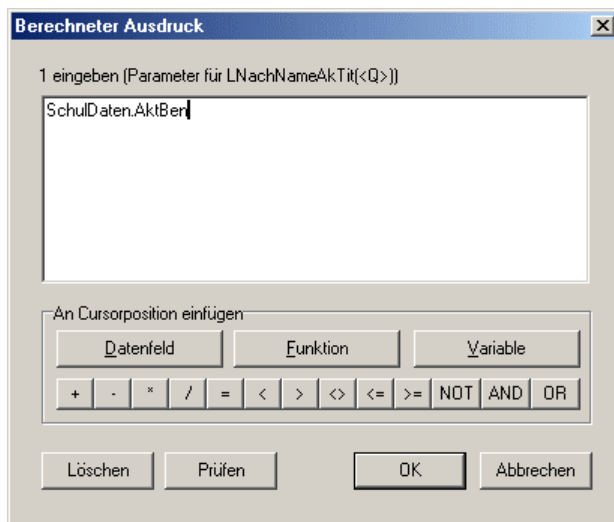 Berechneter Ausdruck
1 eingeben (Parameter für LNachNameAkTit(<Q>))
SchulDaten.AktBen
An Cursorposition einfügen
Datenfeld Funktion Variable
+ - * / = < > <> <= >= NOT AND OR
Löschen Prüfen OK Abbrechen